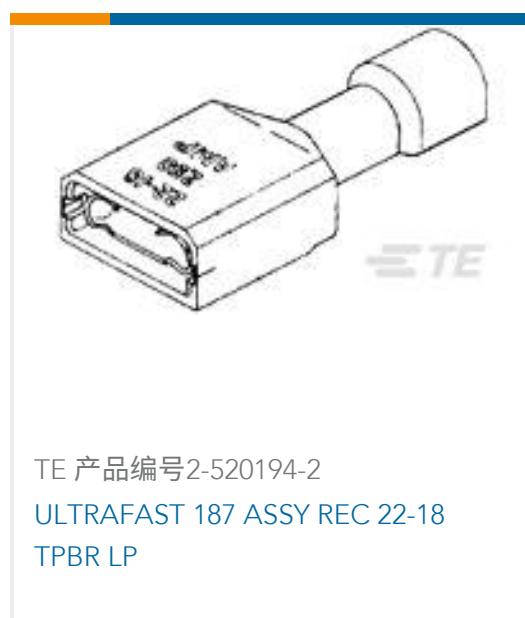 TE
TE 产品编号2-520194-2
ULTRAFAST 187 ASSY REC 22-18
TPBR LP